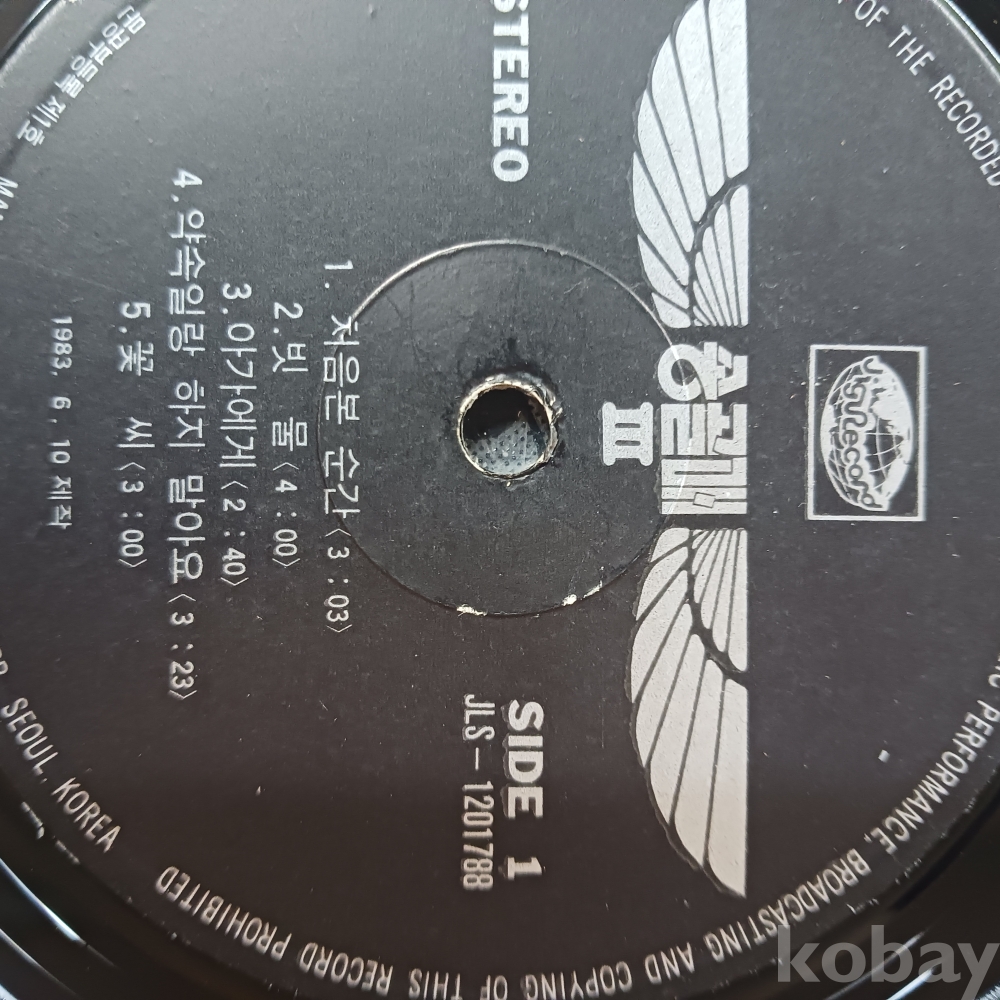 송골매
III
STEREO
SIDE 1
JLS-1201788
1. 처음본 순간〈3:03〉
2. 빗 물〈4:00〉
3. 아가에게〈2:40〉
4. 약속일랑 하지 말아요〈3:23〉
5. 꽃 씨〈3:00〉
1983. 6. 10 제작
OF THE RECORDED
PERFORMANCE, BROADCASTING AND COPYING OF THIS RECORD PROHIBITED
SEOUL, KOREA
kobay